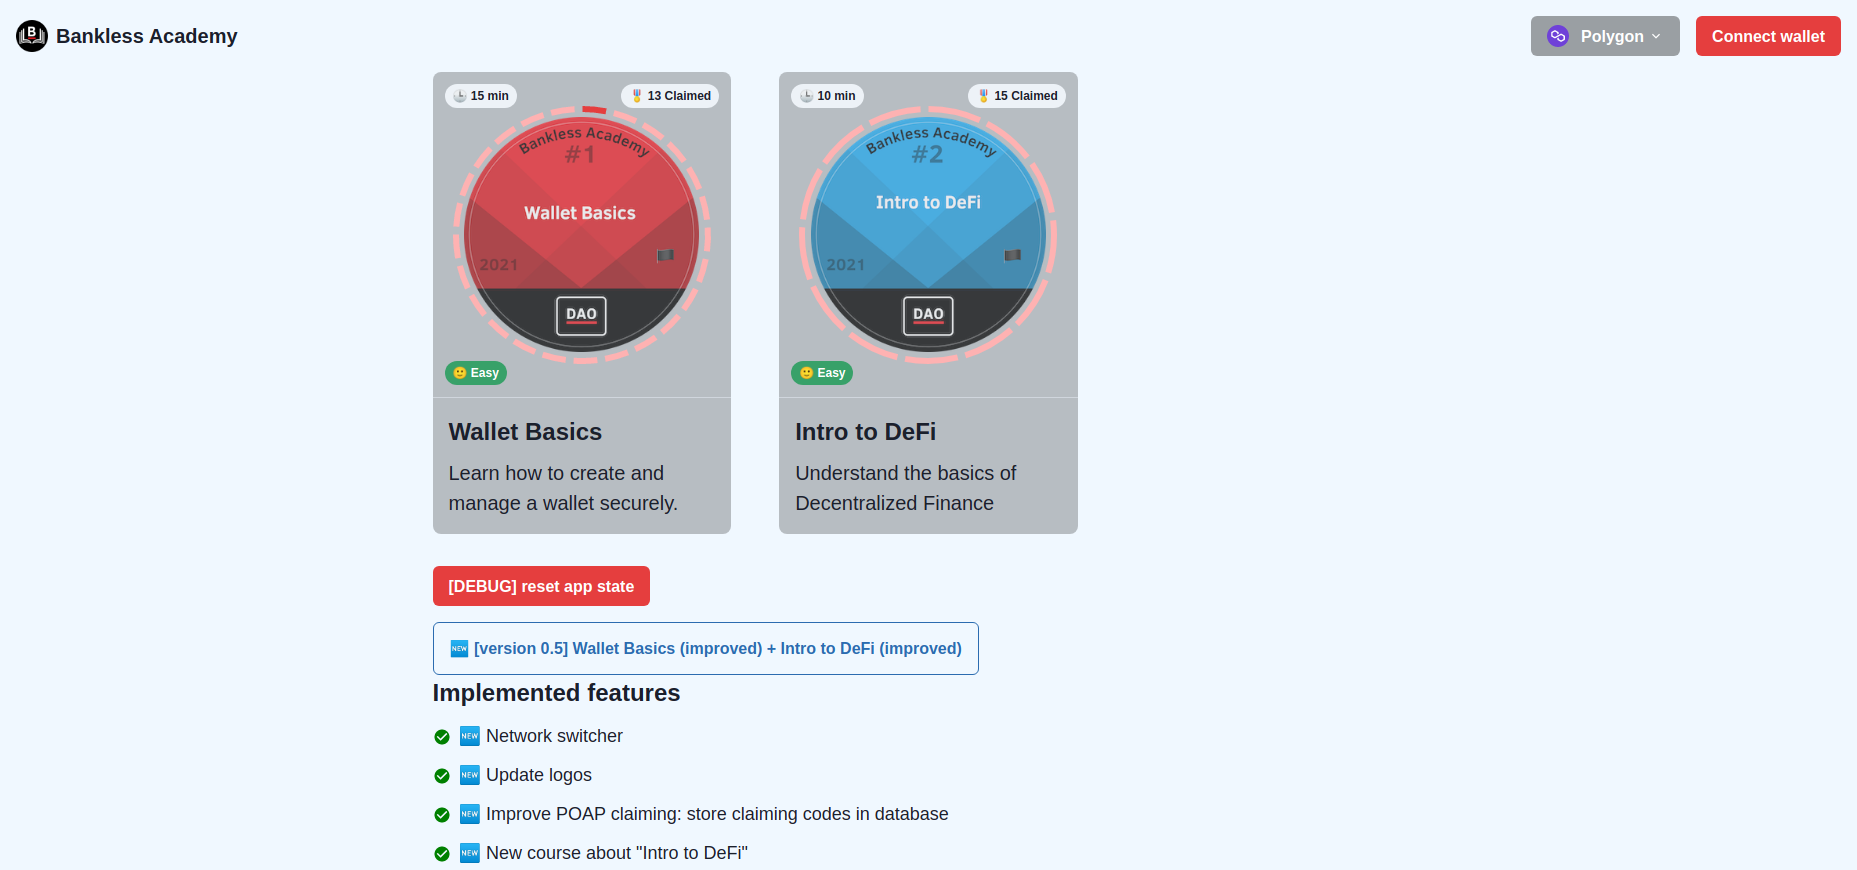 Bankless Academy
Polygon
Connect wallet
15 min
13 Claimed
Bankless Academy
#1
Wallet Basics
2021
DAO
Easy
Wallet Basics
Learn how to create and
manage a wallet securely.
10 min
15 Claimed
Bankless Academy
#2
Intro to DeFi
2021
DAO
Easy
Intro to DeFi
Understand the basics of
Decentralized Finance
[DEBUG] reset app state
NEW [version 0.5] Wallet Basics (improved) + Intro to DeFi (improved)
Implemented features
NEW Network switcher
NEW Update logos
NEW Improve POAP claiming: store claiming codes in database
NEW New course about "Intro to DeFi"